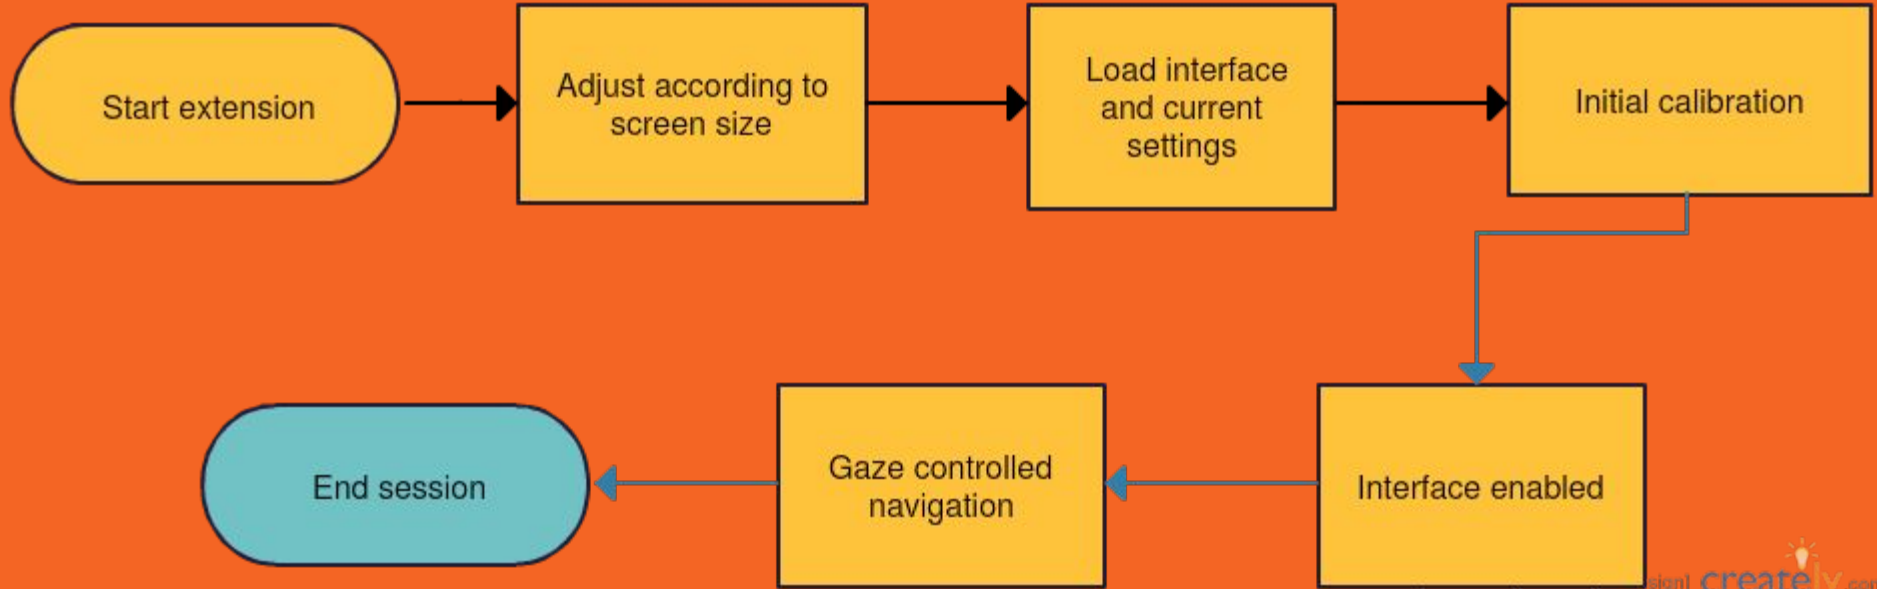 Start extension
Adjust according to
screen size
Load interface
and current
settings
Initial calibration
Interface enabled
Gaze controlled
navigation
End session
creately